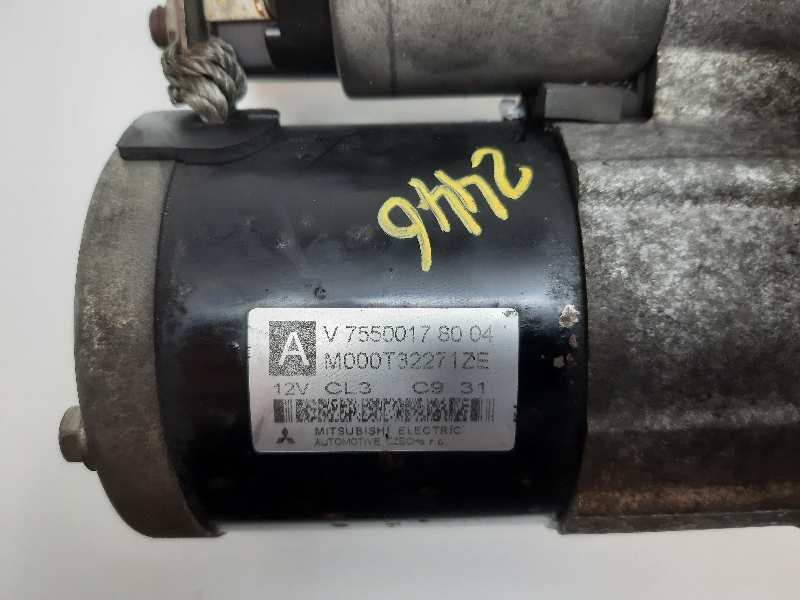 2446
A
V 7550017 80 04
M000T32271ZE
12V CL3 C9 31
MITSUBISHI ELECTRIC
AUTOMOTIVE CZECH s.r.o.